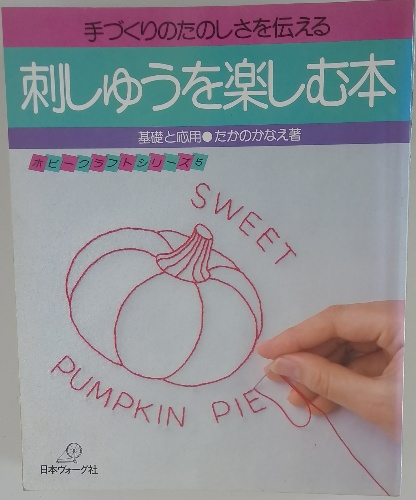 手づくりのたのしさを伝える
刺しゅうを楽しむ本
基礎と応用●たかのかなえ著
ホビークラフトシリーズ5
SWEET
PUMPKIN PIE
日本ヴォーグ社